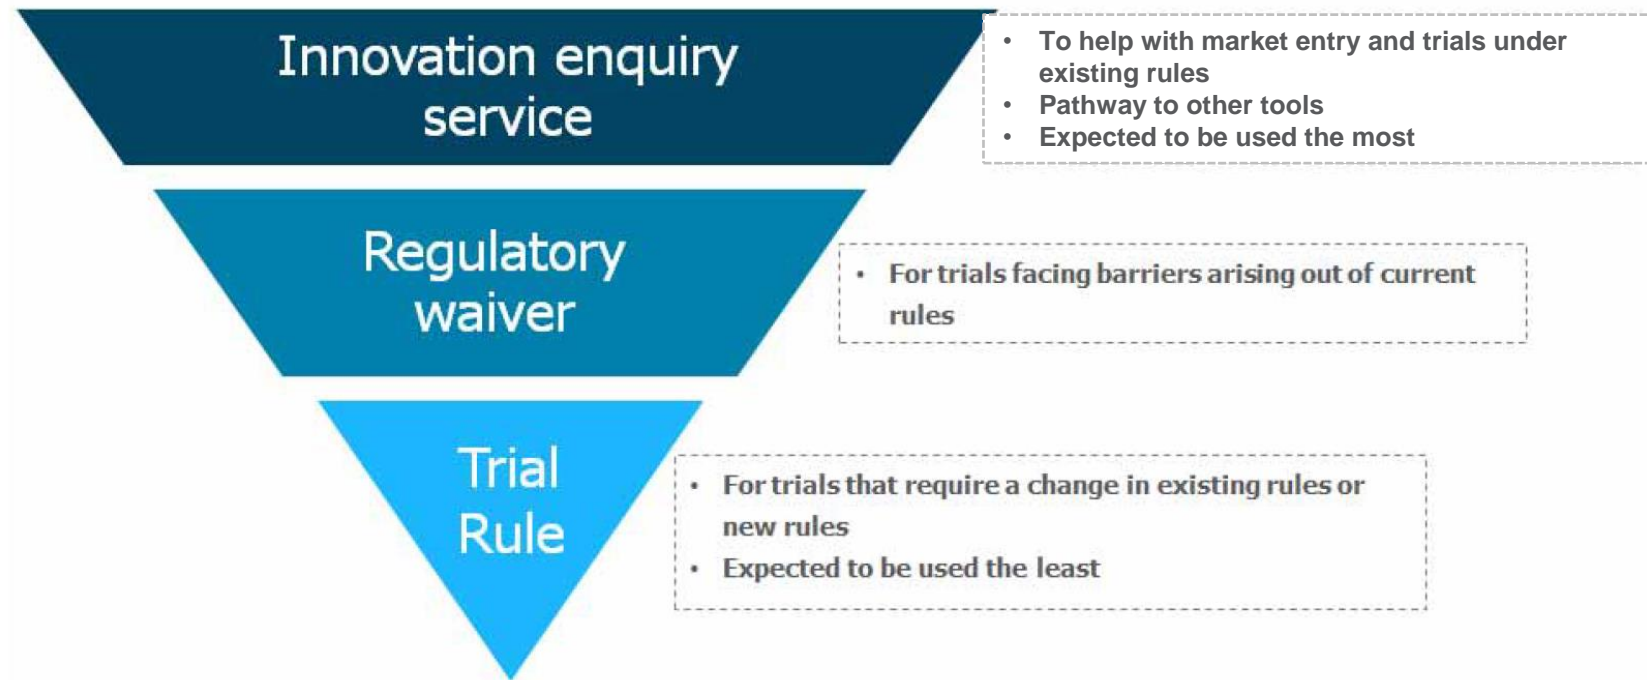 Innovation enquiry
service
• To help with market entry and trials under
existing rules
• Pathway to other tools
• Expected to be used the most
Regulatory
waiver
• For trials facing barriers arising out of current
rules
Trial
Rule
• For trials that require a change in existing rules or
new rules
• Expected to be used the least